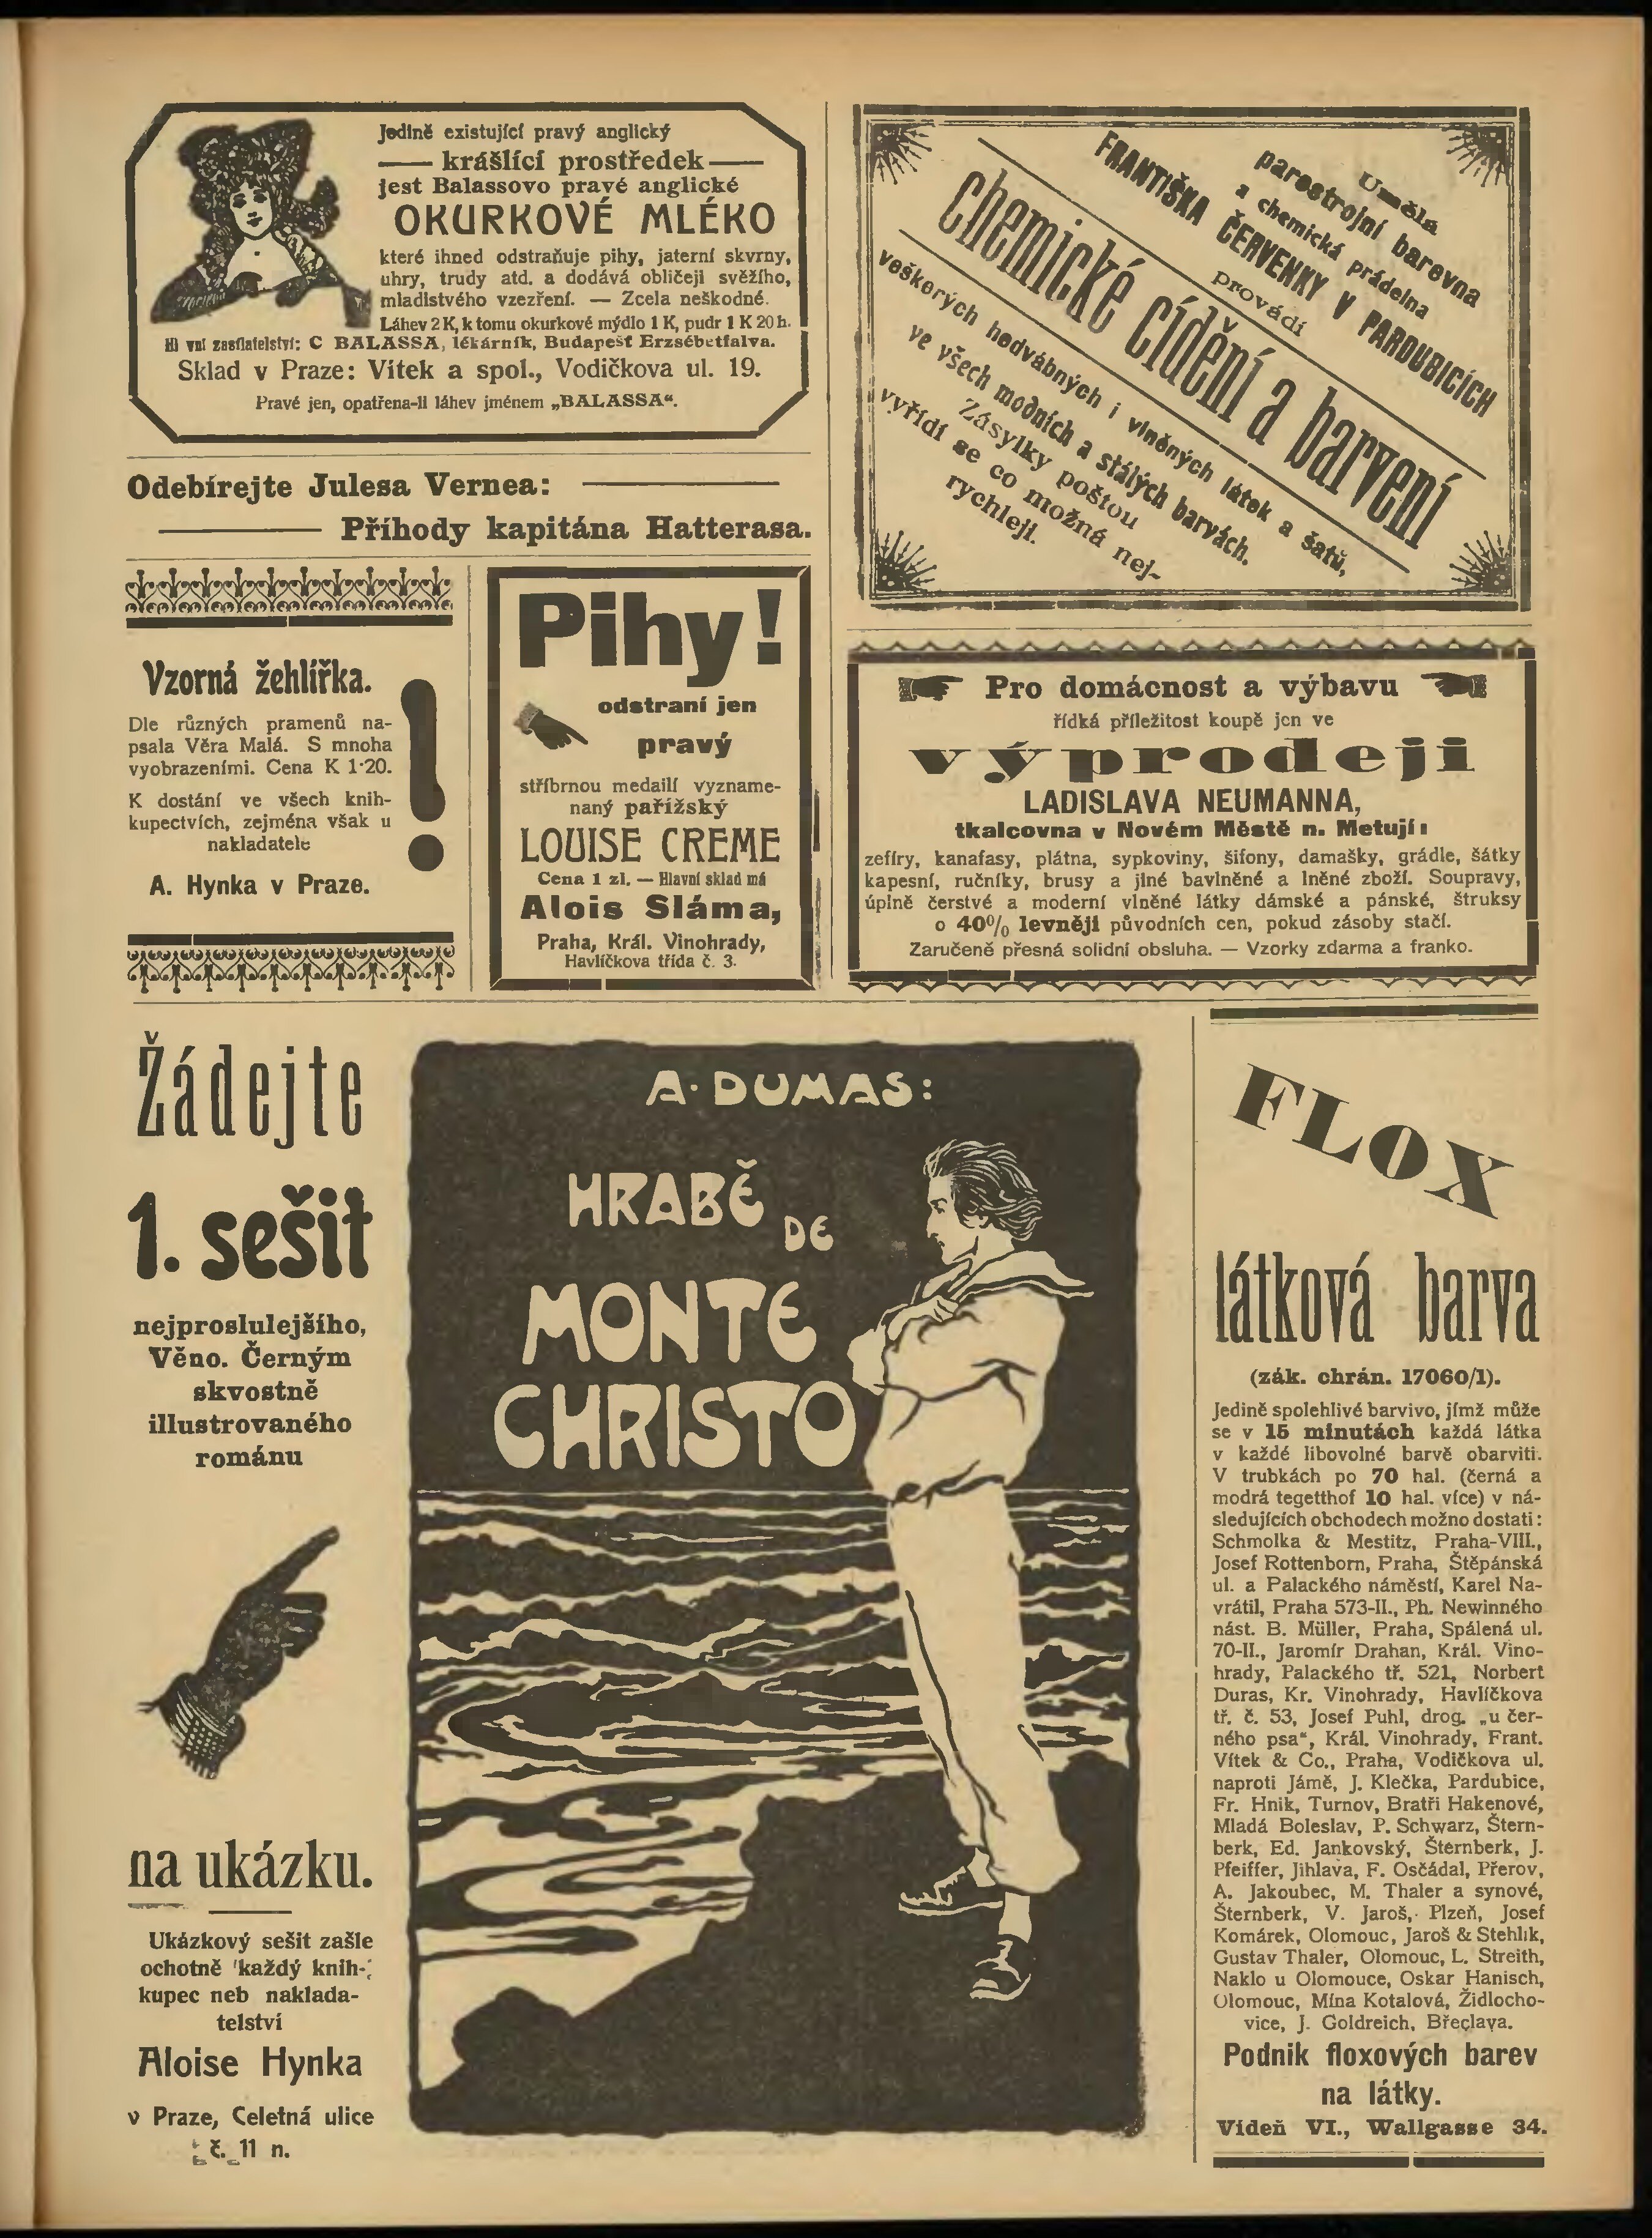 Jedině existující pravý anglický
krášlící prostředek
jest Balassovo pravé anglické
OKURKOVÉ MLÉKO
které ihned odstraňuje pihy, jaterní skvrny,
uhry, trudy atd. a dodává obličeji svěžího,
mladistvého vzezření. — Zcela neškodné.
Láhev 2 K, k tomu okurkové mýdlo 1 K, pudr 1 K 20 h.
vní zasílatelství: C BALASSA, lékárník, Budapešť Erzsébetfalva.
Sklad v Praze: Vítek a spol., Vodičkova ul. 19.
Pravé jen, opatřena-li láhev jménem „BALASSA“.
Odebírejte Julesa Vernea:
Příhody kapitána Hatterasa.
Vzorná žehlířka.
Dle různých pramenů na-
psala Věra Malá. S mnoha
vyobrazeními. Cena K 1·20.
K dostání ve všech knih-
kupectvích, zejména však u
nakladatele
A. Hynka v Praze.
!
Pihy!
odstraní jen
pravý
stříbrnou medailí vyzname-
naný pařížský
LOUISE CREME
Cena 1 zl. — Hlavní sklad má
Alois Sláma,
Praha, Král. Vinohrady,
Havlíčkova třída č. 3.
Umělá
parostrojní barevna
a chemická prádelna
FRANTIŠKA ČERVENKY V PARDUBICÍCH
provádí
chemické cídění a barvení
veškerých hedvábných i vlněných látek a šatů,
ve všech modních a stálých barvách.
Zásylky poštou
vyřídí se co možná nej-
rychleji.
Pro domácnost a výbavu
řídká příležitost koupě jen ve
výprodeji
LADISLAVA NEUMANNA,
tkalcovna v Novém Městě n. Metují:
zefíry, kanafasy, plátna, sypkoviny, šifony, damašky, grádle, šátky
kapesní, ručníky, brusy a jiné bavlněné a lněné zboží. Soupravy,
úplně čerstvé a moderní vlněné látky dámské a pánské, štruksy
o 40% levněji původních cen, pokud zásoby stačí.
Zaručeně přesná solidní obsluha. — Vzorky zdarma a franko.
Žádejte
1. sešit
nejproslulejšího,
Věno. Černým
skvostně
illustrovaného
románu
na ukázku.
Ukázkový sešit zašle
ochotně každý knih-
kupec neb naklada-
telství
Aloise Hynka
v Praze, Celetná ulice
č. 11 n.
A. DUMAS:
HRABĚ
DE
MONTE
CHRISTO
FLOX
látková barva
(zák. chrán. 17060/1).
Jedině spolehlivé barvivo, jímž může
se v 15 minutách každá látka
v každé libovolné barvě obarviti.
V trubkách po 70 hal. (černá a
modrá tegetthof 10 hal. více) v ná-
sledujících obchodech možno dostati:
Schmolka & Mestitz, Praha-VIII.,
Josef Rottenborn, Praha, Štěpánská
ul. a Palackého náměstí, Karel Na-
vrátil, Praha 573-II., Ph. Newinného
nást. B. Müller, Praha, Spálená ul.
70-II., Jaromír Drahan, Král. Vino-
hrady, Palackého tř. 521, Norbert
Duras, Kr. Vinohrady, Havlíčkova
tř. č. 53, Josef Puhl, drog. „u čer-
ného psa“, Král. Vinohrady, Frant.
Vítek & Co., Praha, Vodičkova ul.
naproti Jámě, J. Klečka, Pardubice,
Fr. Hnik, Turnov, Bratři Hakenové,
Mladá Boleslav, P. Schwarz, Štern-
berk, Ed. Jankovský, Šternberk, J.
Pfeiffer, Jihlava, F. Osčádal, Přerov,
A. Jakoubec, M. Thaler a synové,
Šternberk, V. Jaroš, Plzeň, Josef
Komárek, Olomouc, Jaroš & Stehlik,
Gustav Thaler, Olomouc, L. Streith,
Naklo u Olomouce, Oskar Hanisch,
Olomouc, Mína Kotalová, Židlocho-
vice, J. Goldreich, Břeclava.
Podnik floxových barev
na látky.
Vídeň VI., Wallgasse 34.